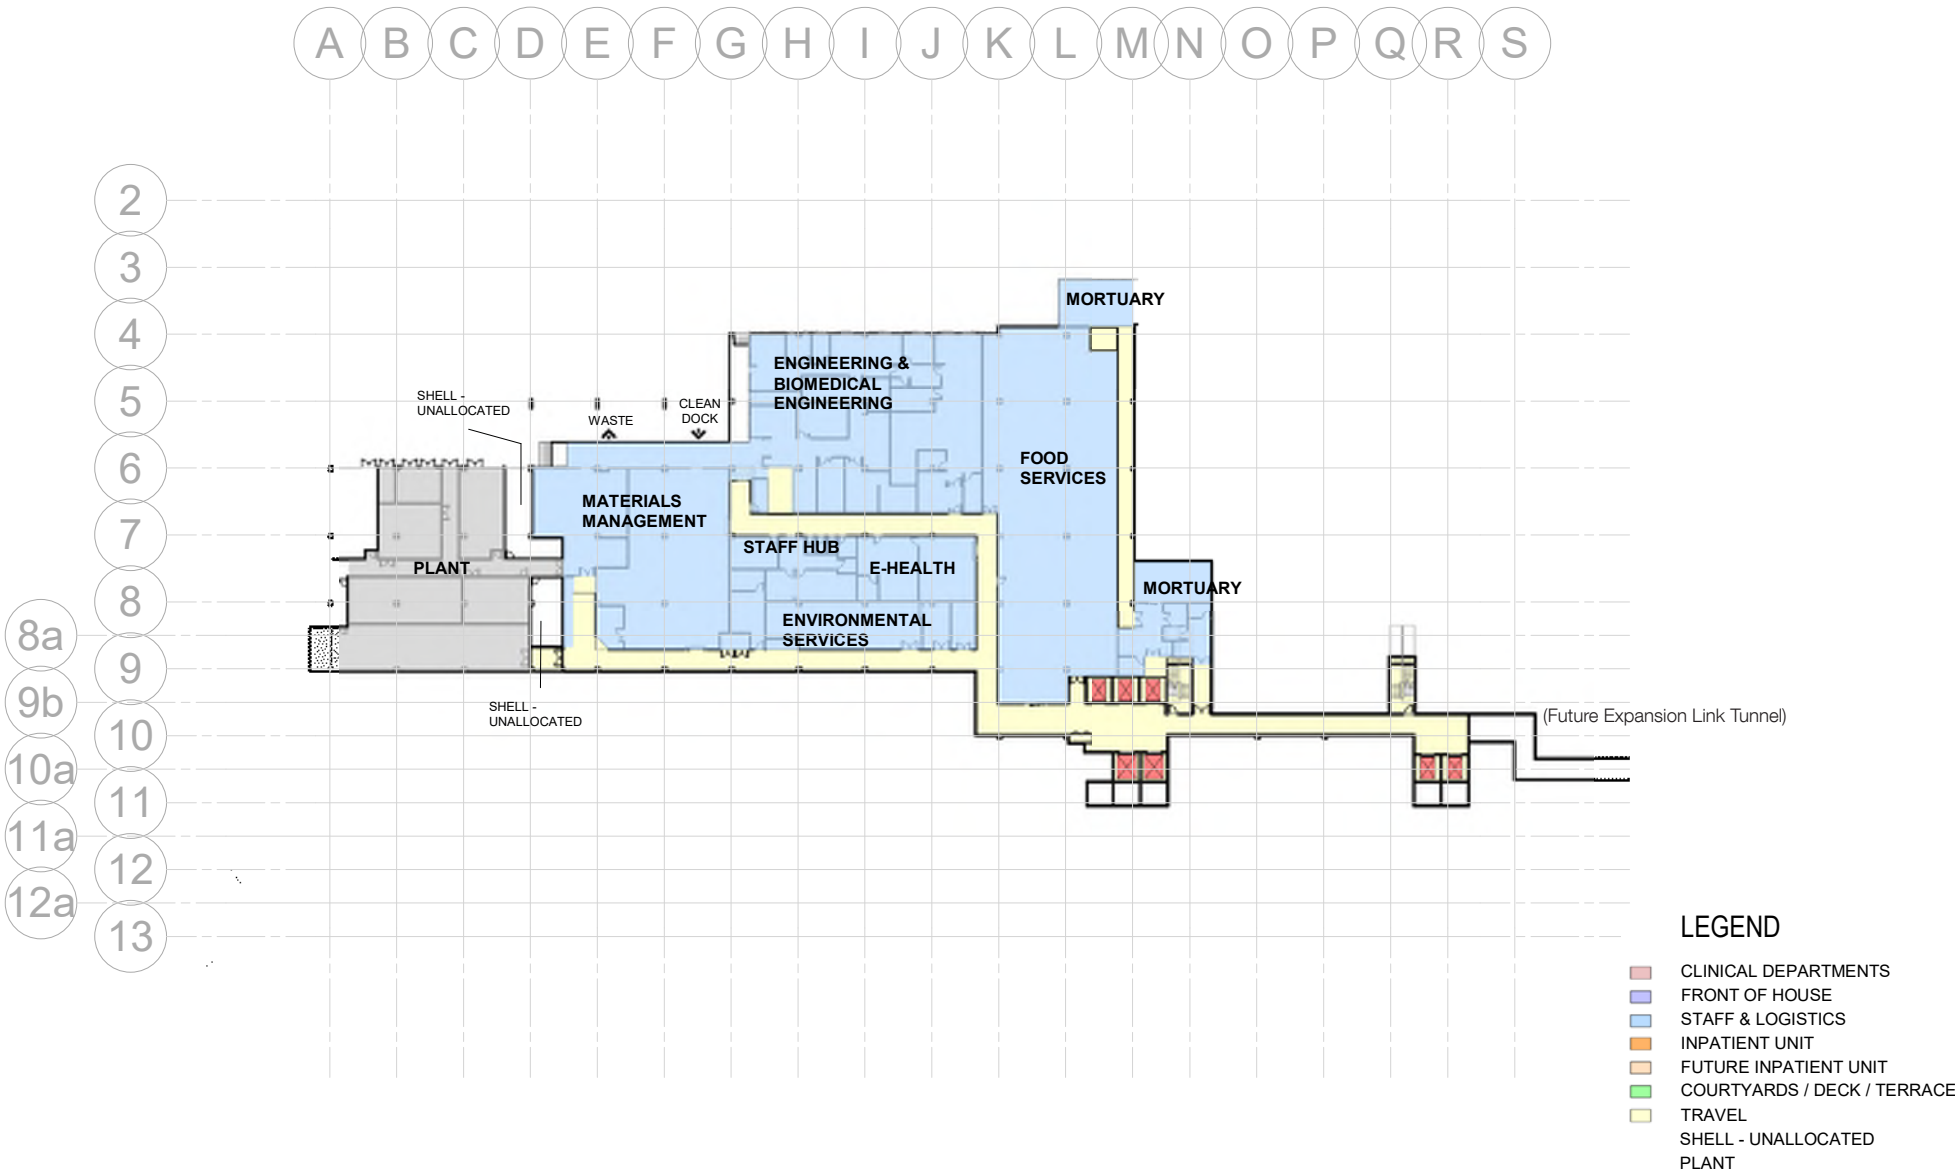 A B C D E F G H I J K L M N O P Q R S
2
3
MORTUARY
4
ENGINEERING &
BIOMEDICAL
ENGINEERING
SHELL -
UNALLOCATED
5
WASTE
CLEAN
DOCK
6
FOOD
SERVICES
MATERIALS
MANAGEMENT
7
STAFF HUB
PLANT
E-HEALTH
MORTUARY
8
ENVIRONMENTAL
SERVICES
8a
9
9b
SHELL -
UNALLOCATED
(Future Expansion Link Tunnel)
10
10a
11
11a
12
12a
13
LEGEND
CLINICAL DEPARTMENTS
FRONT OF HOUSE
STAFF & LOGISTICS
INPATIENT UNIT
FUTURE INPATIENT UNIT
COURTYARDS / DECK / TERRACE
TRAVEL
SHELL - UNALLOCATED
PLANT